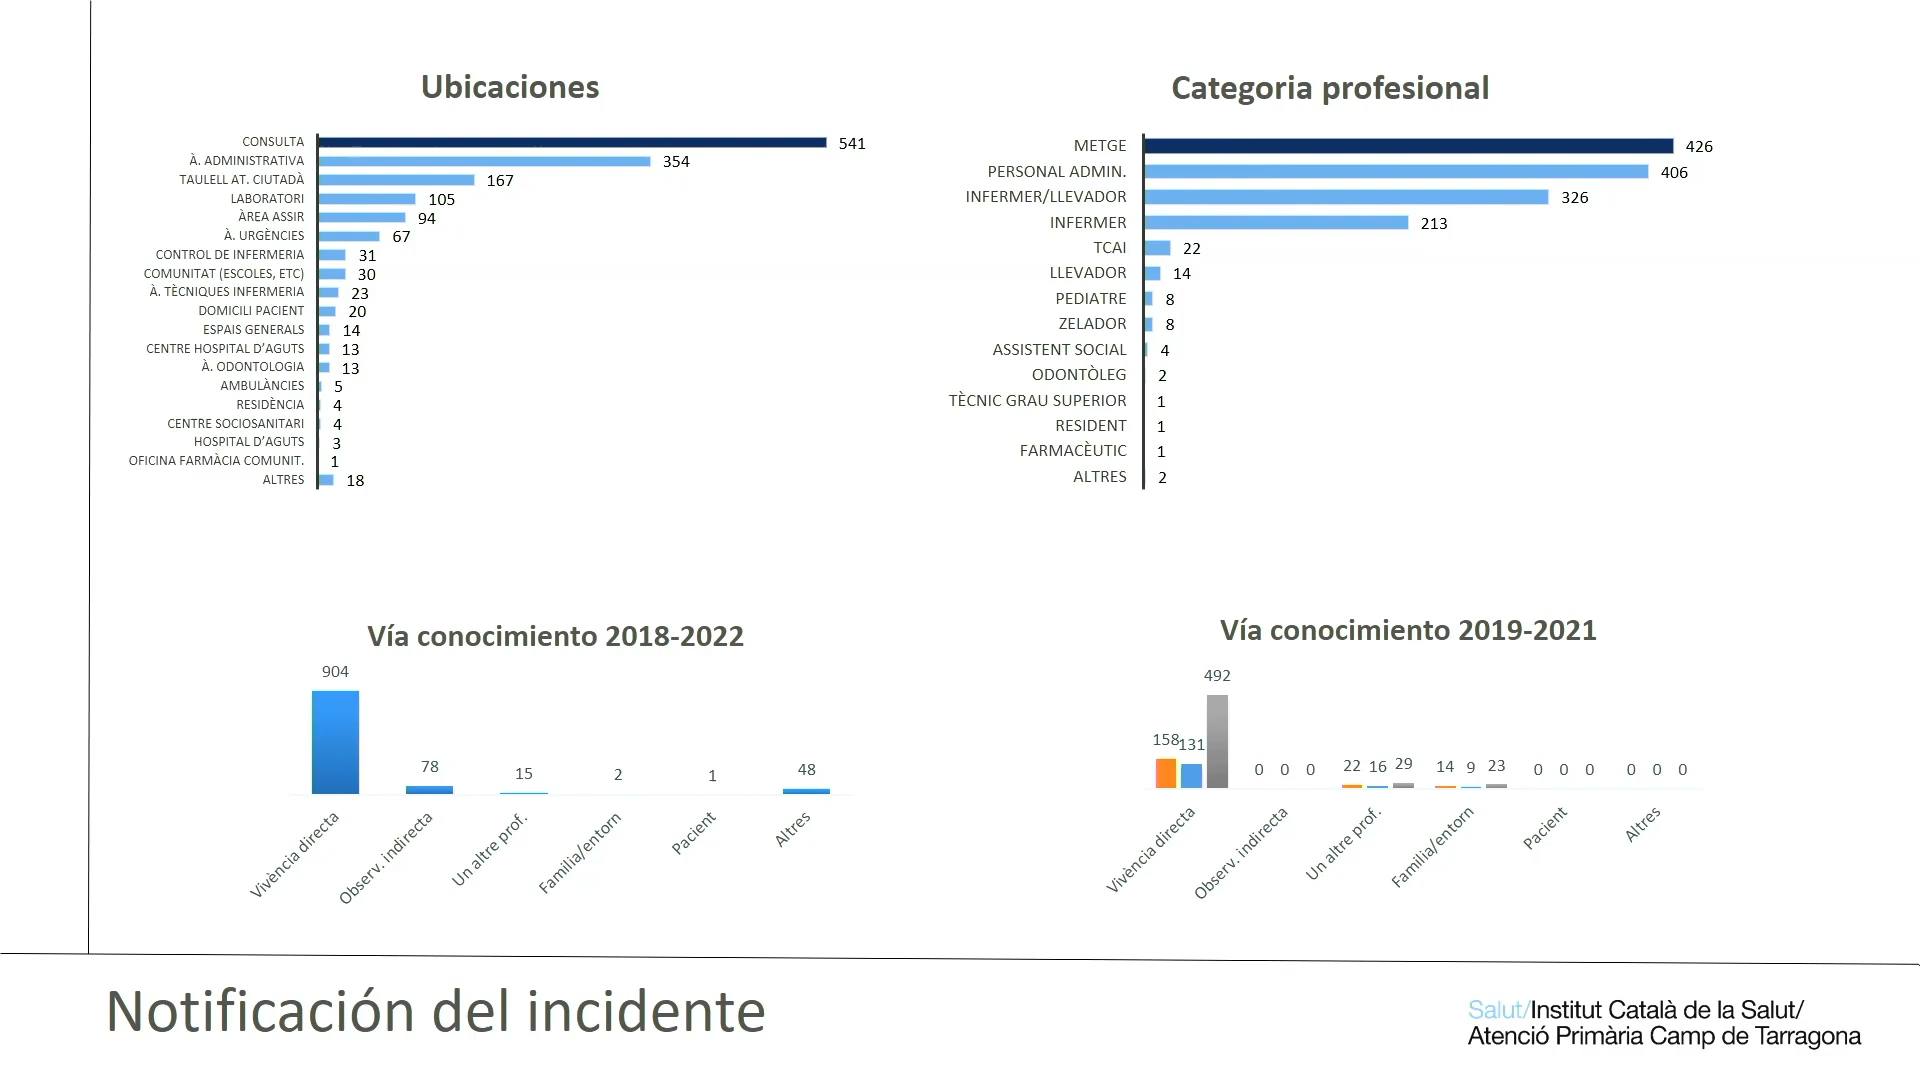 Ubicaciones
CONSULTA 541
À. ADMINISTRATIVA 354
TAULELL AT. CIUTADÀ 167
LABORATORI 105
ÀREA ASSIR 94
À. URGÈNCIES 67
CONTROL DE INFERMERIA 31
COMUNITAT (ESCOLES, ETC) 30
À. TÈCNIQUES INFERMERIA 23
DOMICILI PACIENT 20
ESPAIS GENERALS 14
CENTRE HOSPITAL D'AGUTS 13
À. ODONTOLOGIA 13
AMBULÀNCIES 5
RESIDÈNCIA 4
CENTRE SOCIOSANITARI 4
HOSPITAL D'AGUTS 3
OFICINA FARMÀCIA COMUNIT. 1
ALTRES 18
Categoria profesional
METGE 426
PERSONAL ADMIN. 406
INFERMER/LLEVADOR 326
INFERMER 213
TCAI 22
LLEVADOR 14
PEDIATRE 8
ZELADOR 8
ASSISTENT SOCIAL 4
ODONTÒLEG 2
TÈCNIC GRAU SUPERIOR 1
RESIDENT 1
FARMACÈUTIC 1
ALTRES 2
Vía conocimiento 2018-2022
904 78 15 2 1 48
Vivència directa
Observ. indirecta
Un altre prof.
Familia/entorn
Pacient
Altres
Vía conocimiento 2019-2021
158 131 492 0 0 0 22 16 29 14 9 23 0 0 0 0 0 0
Vivència directa
Observ. indirecta
Un altre prof.
Familia/entorn
Pacient
Altres
Notificación del incidente
Salut/Institut Català de la Salut/
Atenció Primària Camp de Tarragona